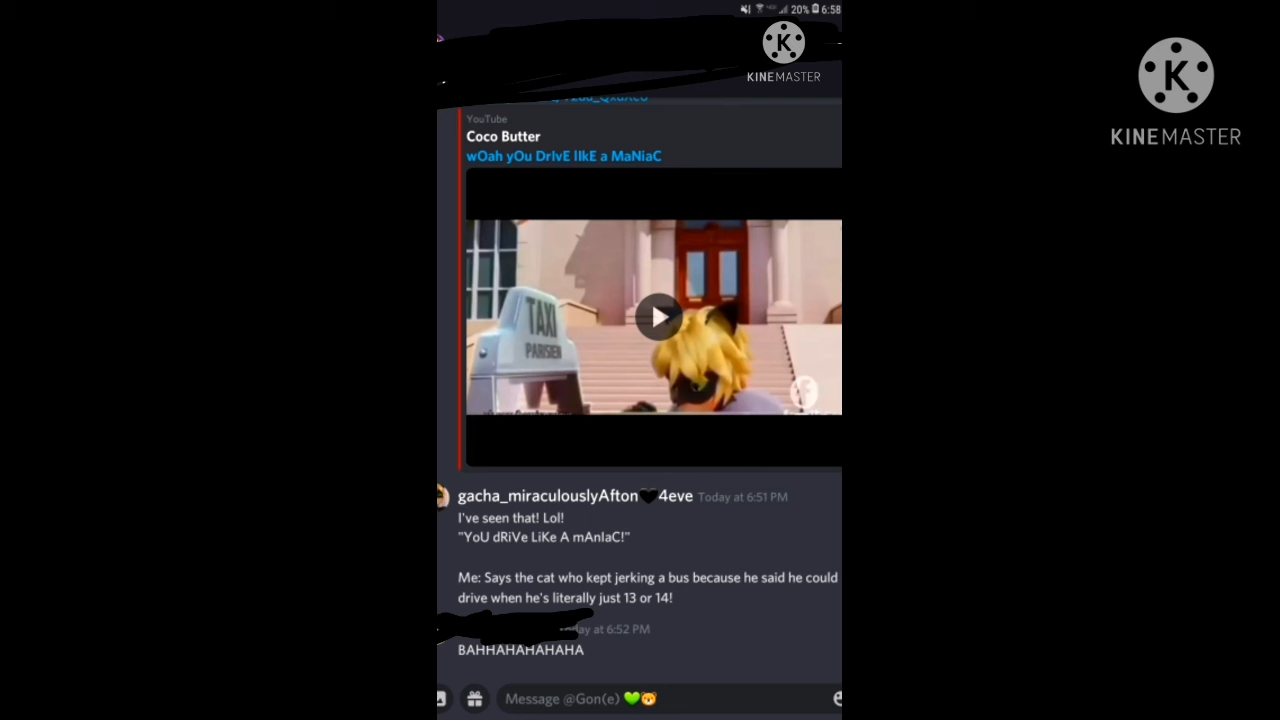 20% 6:58
KINEMASTER
KINEMASTER
YouTube
Coco Butter
wOah yOu DrIvE lIkE a MaNiaC
TAXI
PARISIEN
gacha_miraculouslyAfton🖤4eve Today at 6:51 PM
I've seen that! Lol!
"YoU dRiVe LiKe A mAnIaC!"
Me: Says the cat who kept jerking a bus because he said he could
drive when he's literally just 13 or 14!
at 6:52 PM
BAHHAHAHAHAHA
Message @Gon(e) 💚🐯